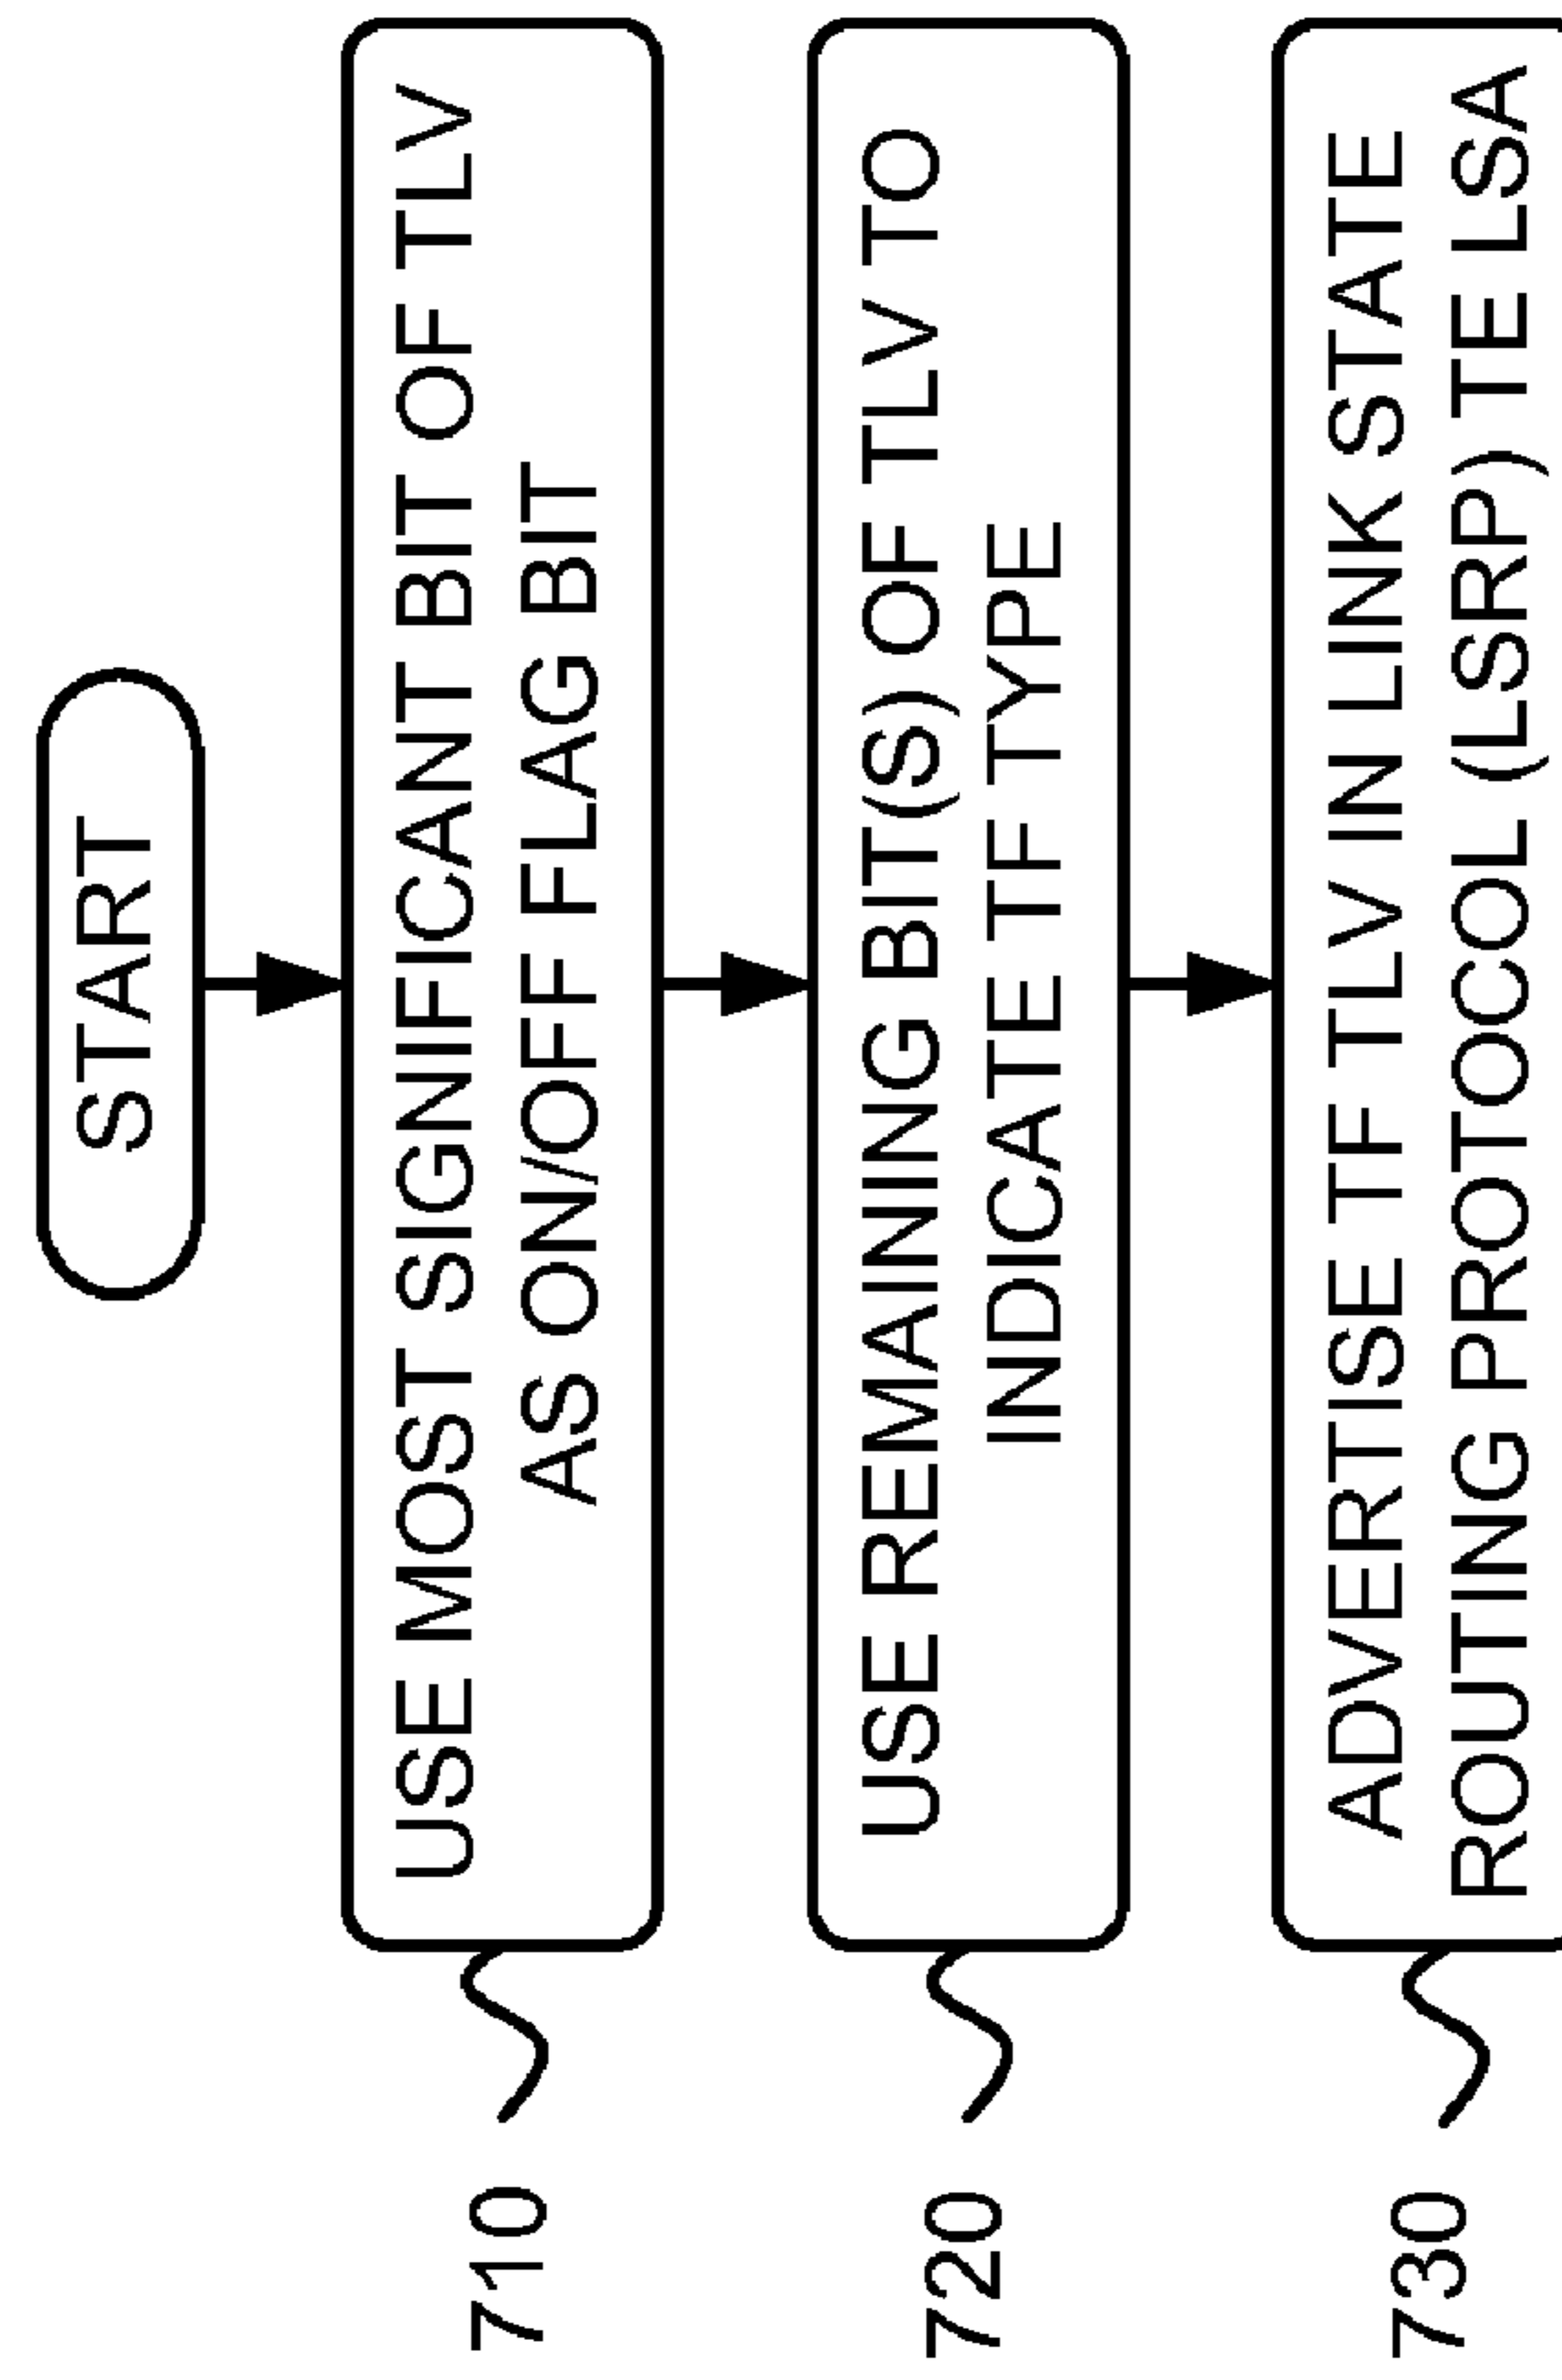 START
710
USE MOST SIGNIFICANT BIT OF TLV
AS ON/OFF FLAG BIT
720
USE REMAINING BIT(S) OF TLV TO
INDICATE TF TYPE
730
ADVERTISE TF TLV IN LINK STATE
ROUTING PROTOCOL (LSRP) TE LSA